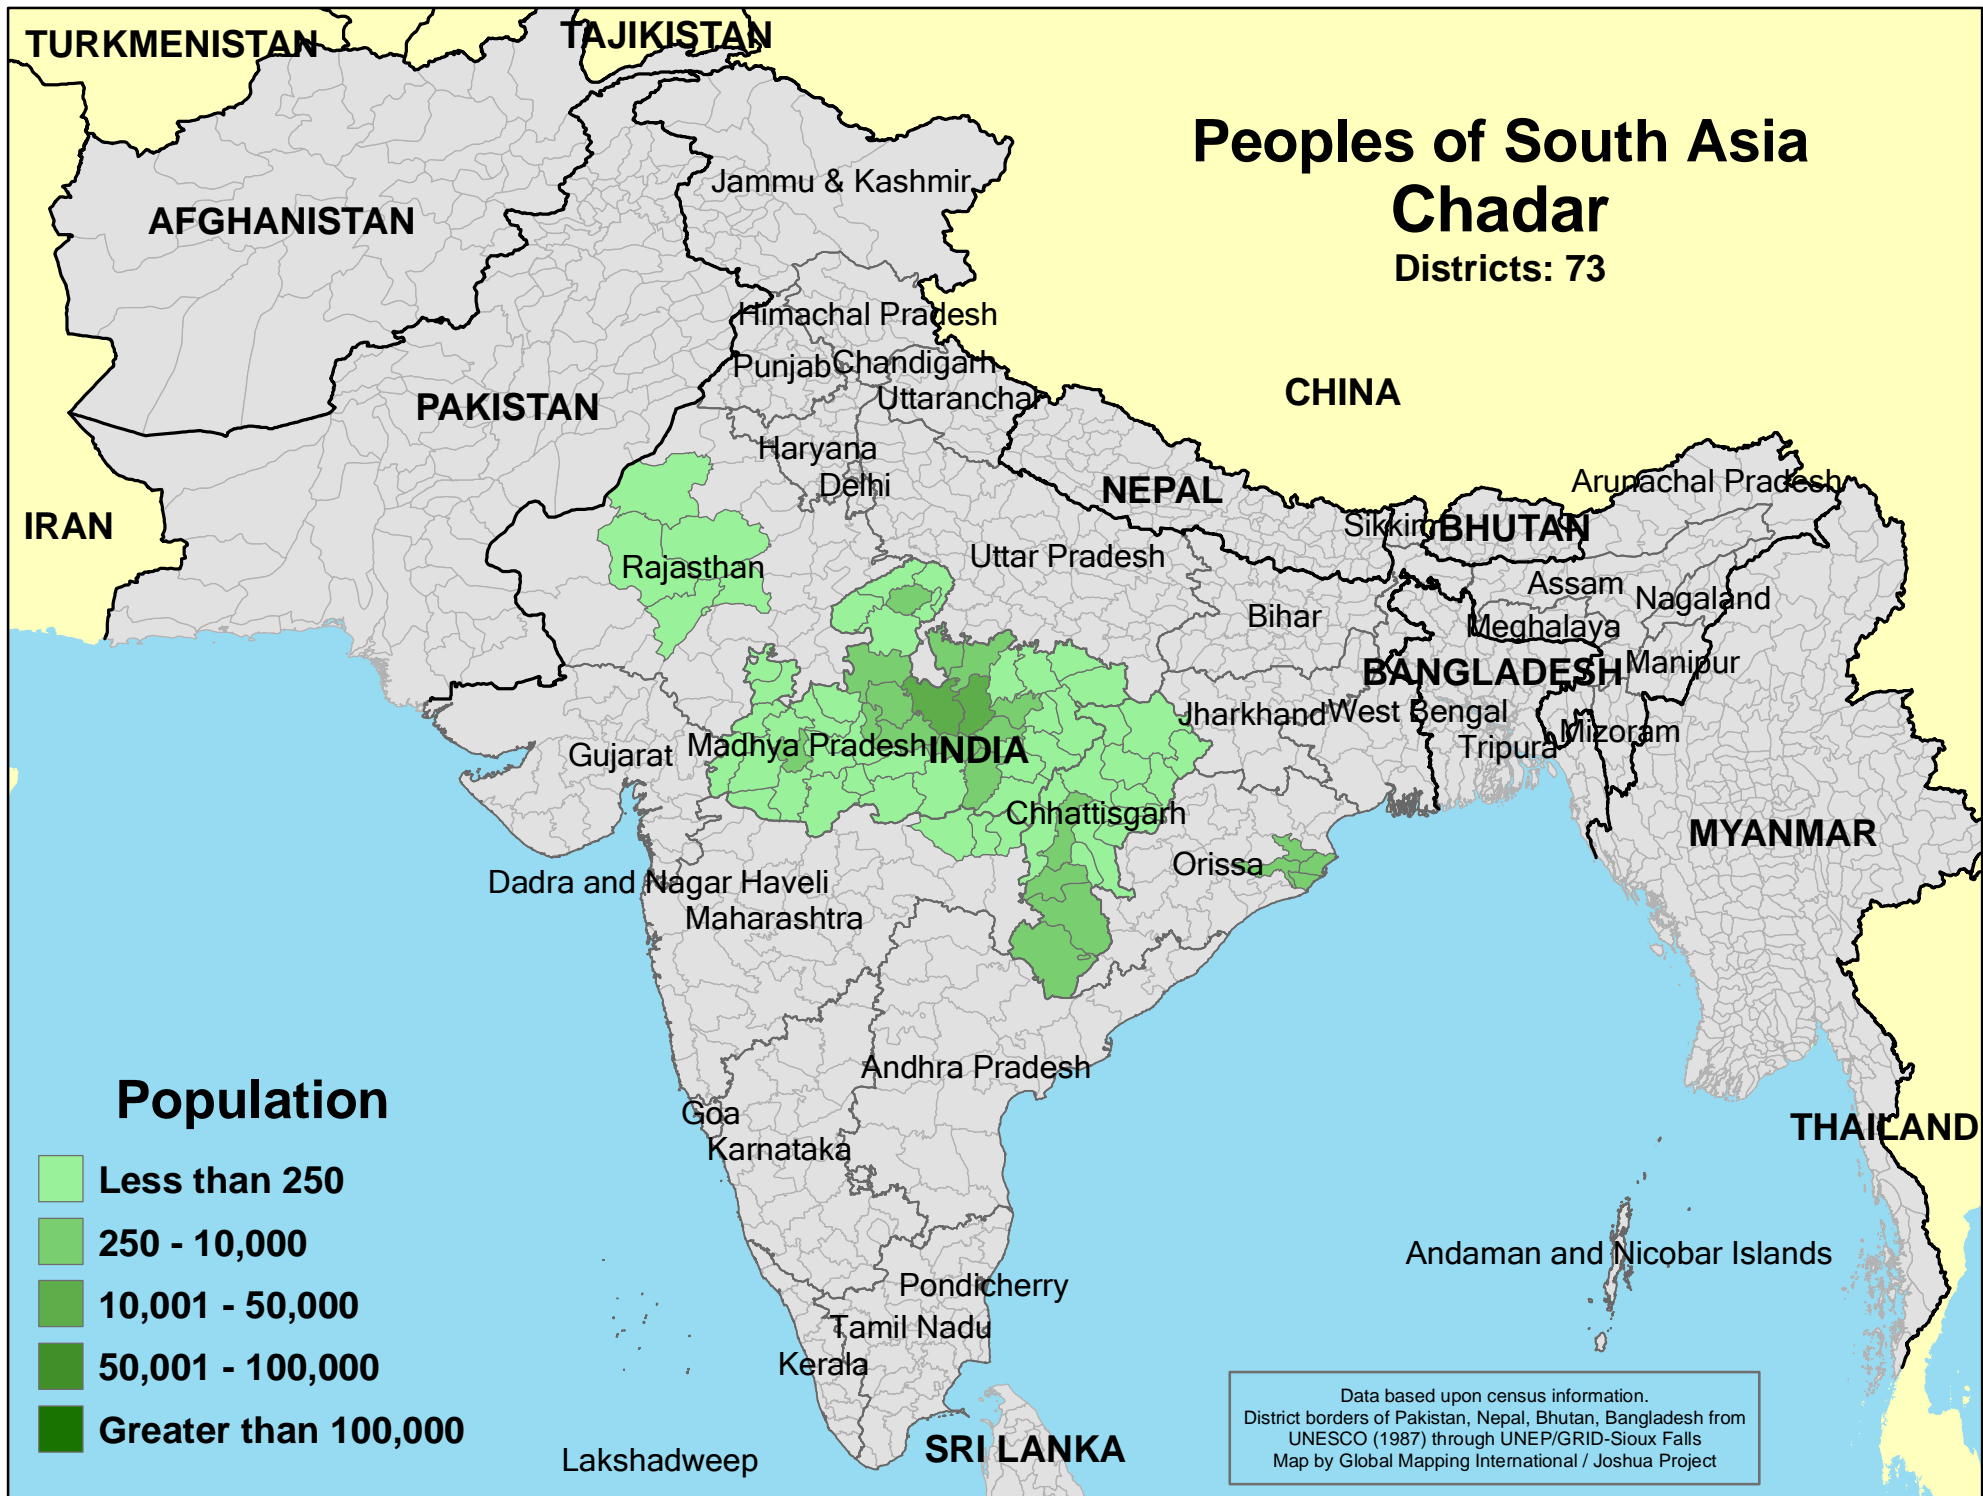 TURKMENISTAN
TAJIKISTAN
Peoples of South Asia
Chadar
Districts: 73
Jammu & Kashmir
AFGHANISTAN
Himachal Pradesh
Punjab
Chandigarh
Uttaranchal
CHINA
PAKISTAN
Haryana
Delhi
NEPAL
Arunachal Pradesh
IRAN
Sikkim
BHUTAN
Rajasthan
Uttar Pradesh
Assam
Nagaland
Bihar
Meghalaya
BANGLADESH
Manipur
Jharkhand
West Bengal
Mizoram
Tripura
Gujarat
Madhya Pradesh
INDIA
Chhattisgarh
MYANMAR
Orissa
Dadra and Nagar Haveli
Maharashtra
Andhra Pradesh
Goa
Karnataka
THAILAND
Andaman and Nicobar Islands
Pondicherry
Tamil Nadu
Kerala
Lakshadweep
SRI LANKA
Population
Less than 250
250 - 10,000
10,001 - 50,000
50,001 - 100,000
Greater than 100,000
Data based upon census information.
District borders of Pakistan, Nepal, Bhutan, Bangladesh from
UNESCO (1987) through UNEP/GRID-Sioux Falls
Map by Global Mapping International / Joshua Project